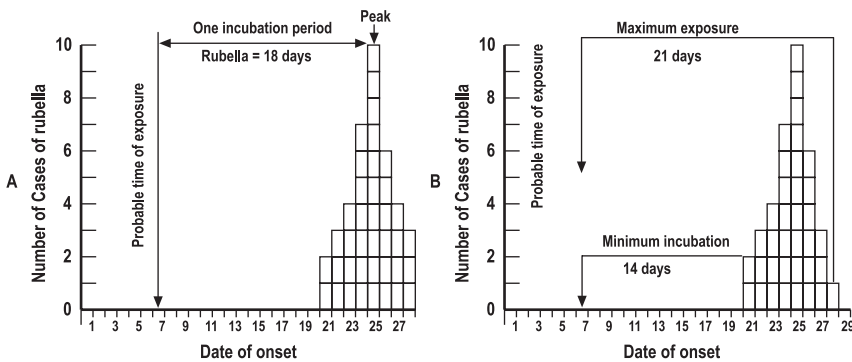 One incubation period
Peak
Rubella = 18 days
Probable time of exposure
Number of Cases of rubella
A
10
8
6
4
2
0
1 3 5 7 9 11 13 15 17 19 21 23 25 27
Date of onset
Maximum exposure
21 days
Probable time of exposure
Minimum incubation
14 days
Number of Cases of rubella
B
10
8
6
4
2
0
1 3 5 7 9 11 13 15 17 19 21 23 25 27 29
Date of onset